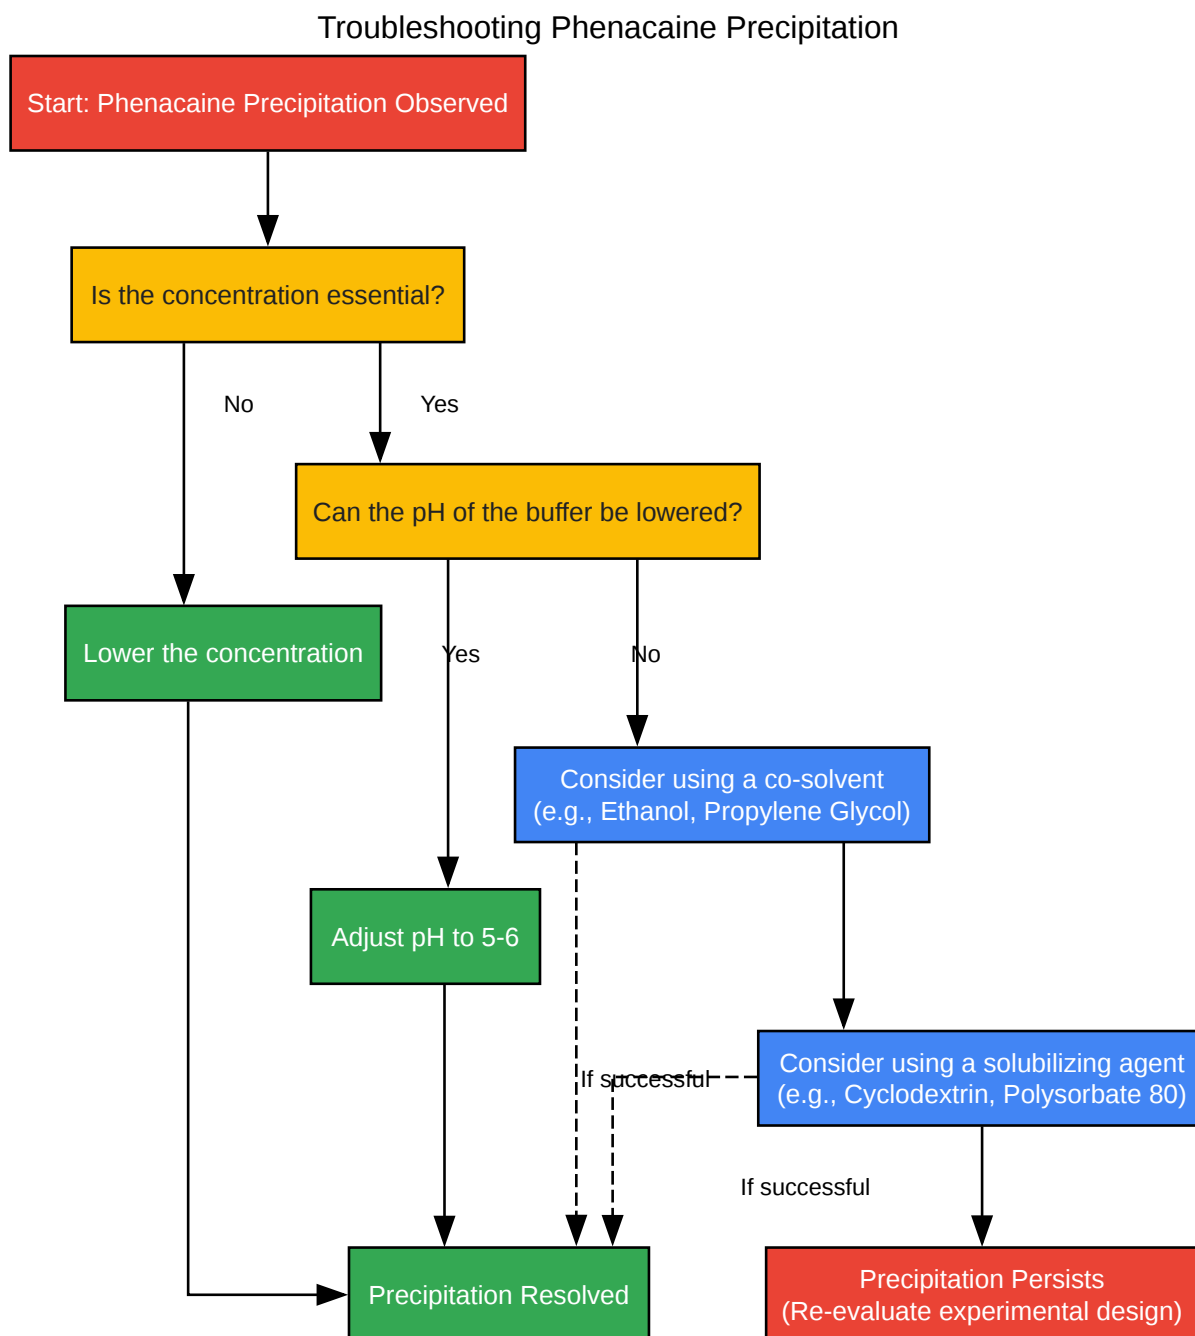 Troubleshooting Phenacaine Precipitation
Start: Phenacaine Precipitation Observed
Is the concentration essential?
No
Yes
Can the pH of the buffer be lowered?
Lower the concentration
Yes
No
Consider using a co-solvent
(e.g., Ethanol, Propylene Glycol)
Adjust pH to 5-6
If successful
Consider using a solubilizing agent
(e.g., Cyclodextrin, Polysorbate 80)
If successful
Precipitation Resolved
Precipitation Persists
(Re-evaluate experimental design)